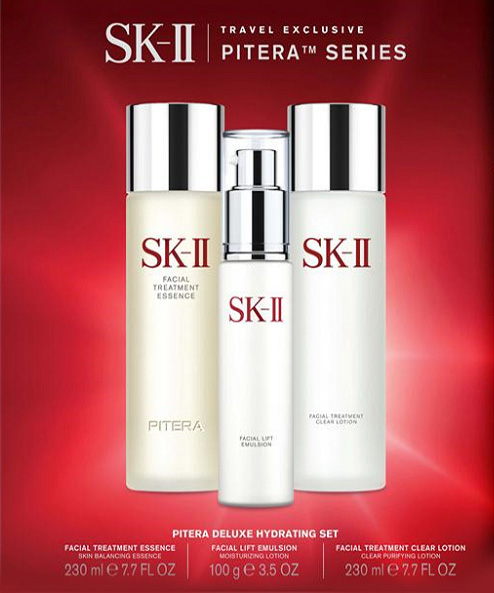 SK-II
TRAVEL EXCLUSIVE
PITERA™ SERIES
SK-II
FACIAL
TREATMENT
ESSENCE
PITERA
SK-II
FACIAL LIFT
EMULSION
SK-II
FACIAL TREATMENT
CLEAR LOTION
PITERA DELUXE HYDRATING SET
FACIAL TREATMENT ESSENCE
SKIN BALANCING ESSENCE
230 ml ℮ 7.7 FL OZ
FACIAL LIFT EMULSION
MOISTURIZING LOTION
100 g ℮ 3.5 OZ
FACIAL TREATMENT CLEAR LOTION
CLEAR PURIFYING LOTION
230 ml ℮ 7.7 FL OZ